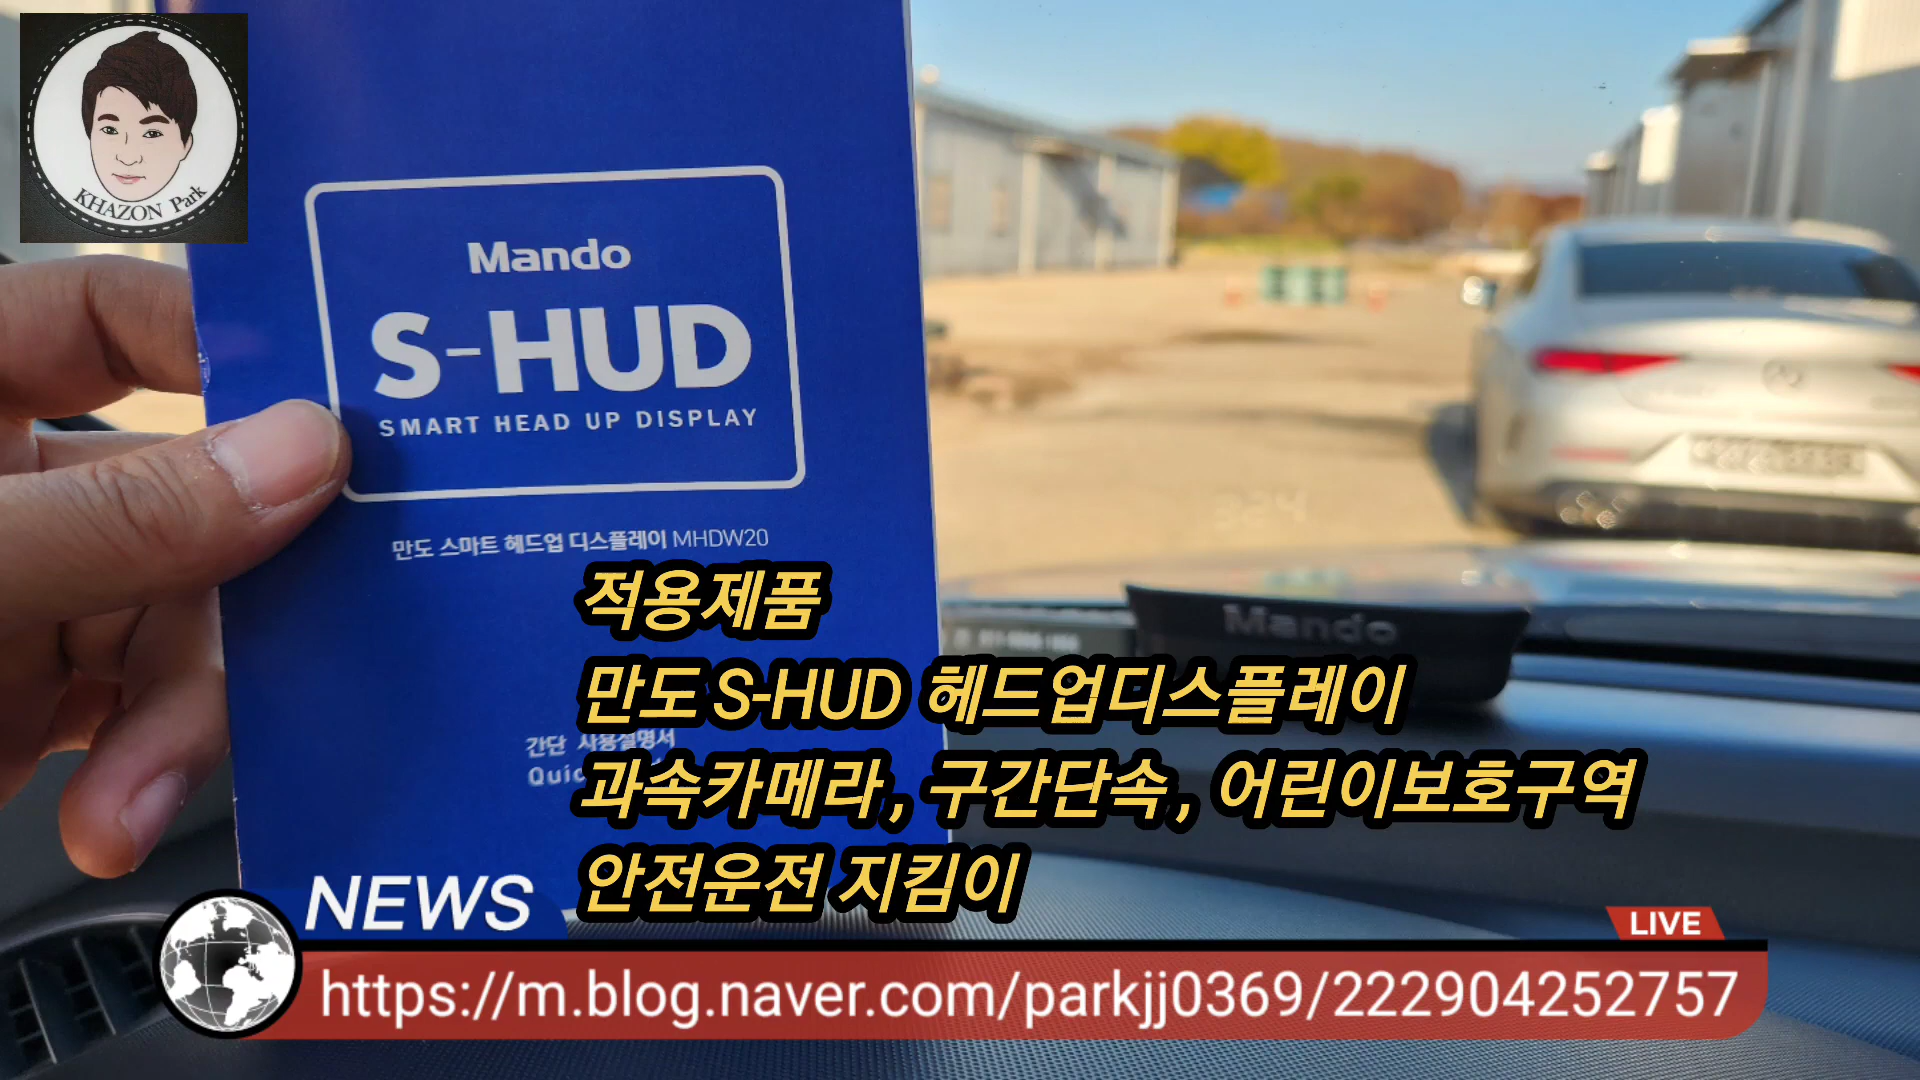 KHAZON Park
Mando
S-HUD
SMART HEAD UP DISPLAY
만도 스마트 헤드업 디스플레이 MHDW20
적용제품
Mando
만도 S-HUD 헤드업디스플레이
간단 사용설명서
과속카메라, 구간단속, 어린이보호구역
안전운전 지킴이
NEWS
LIVE
https://m.blog.naver.com/parkjj0369/222904252757